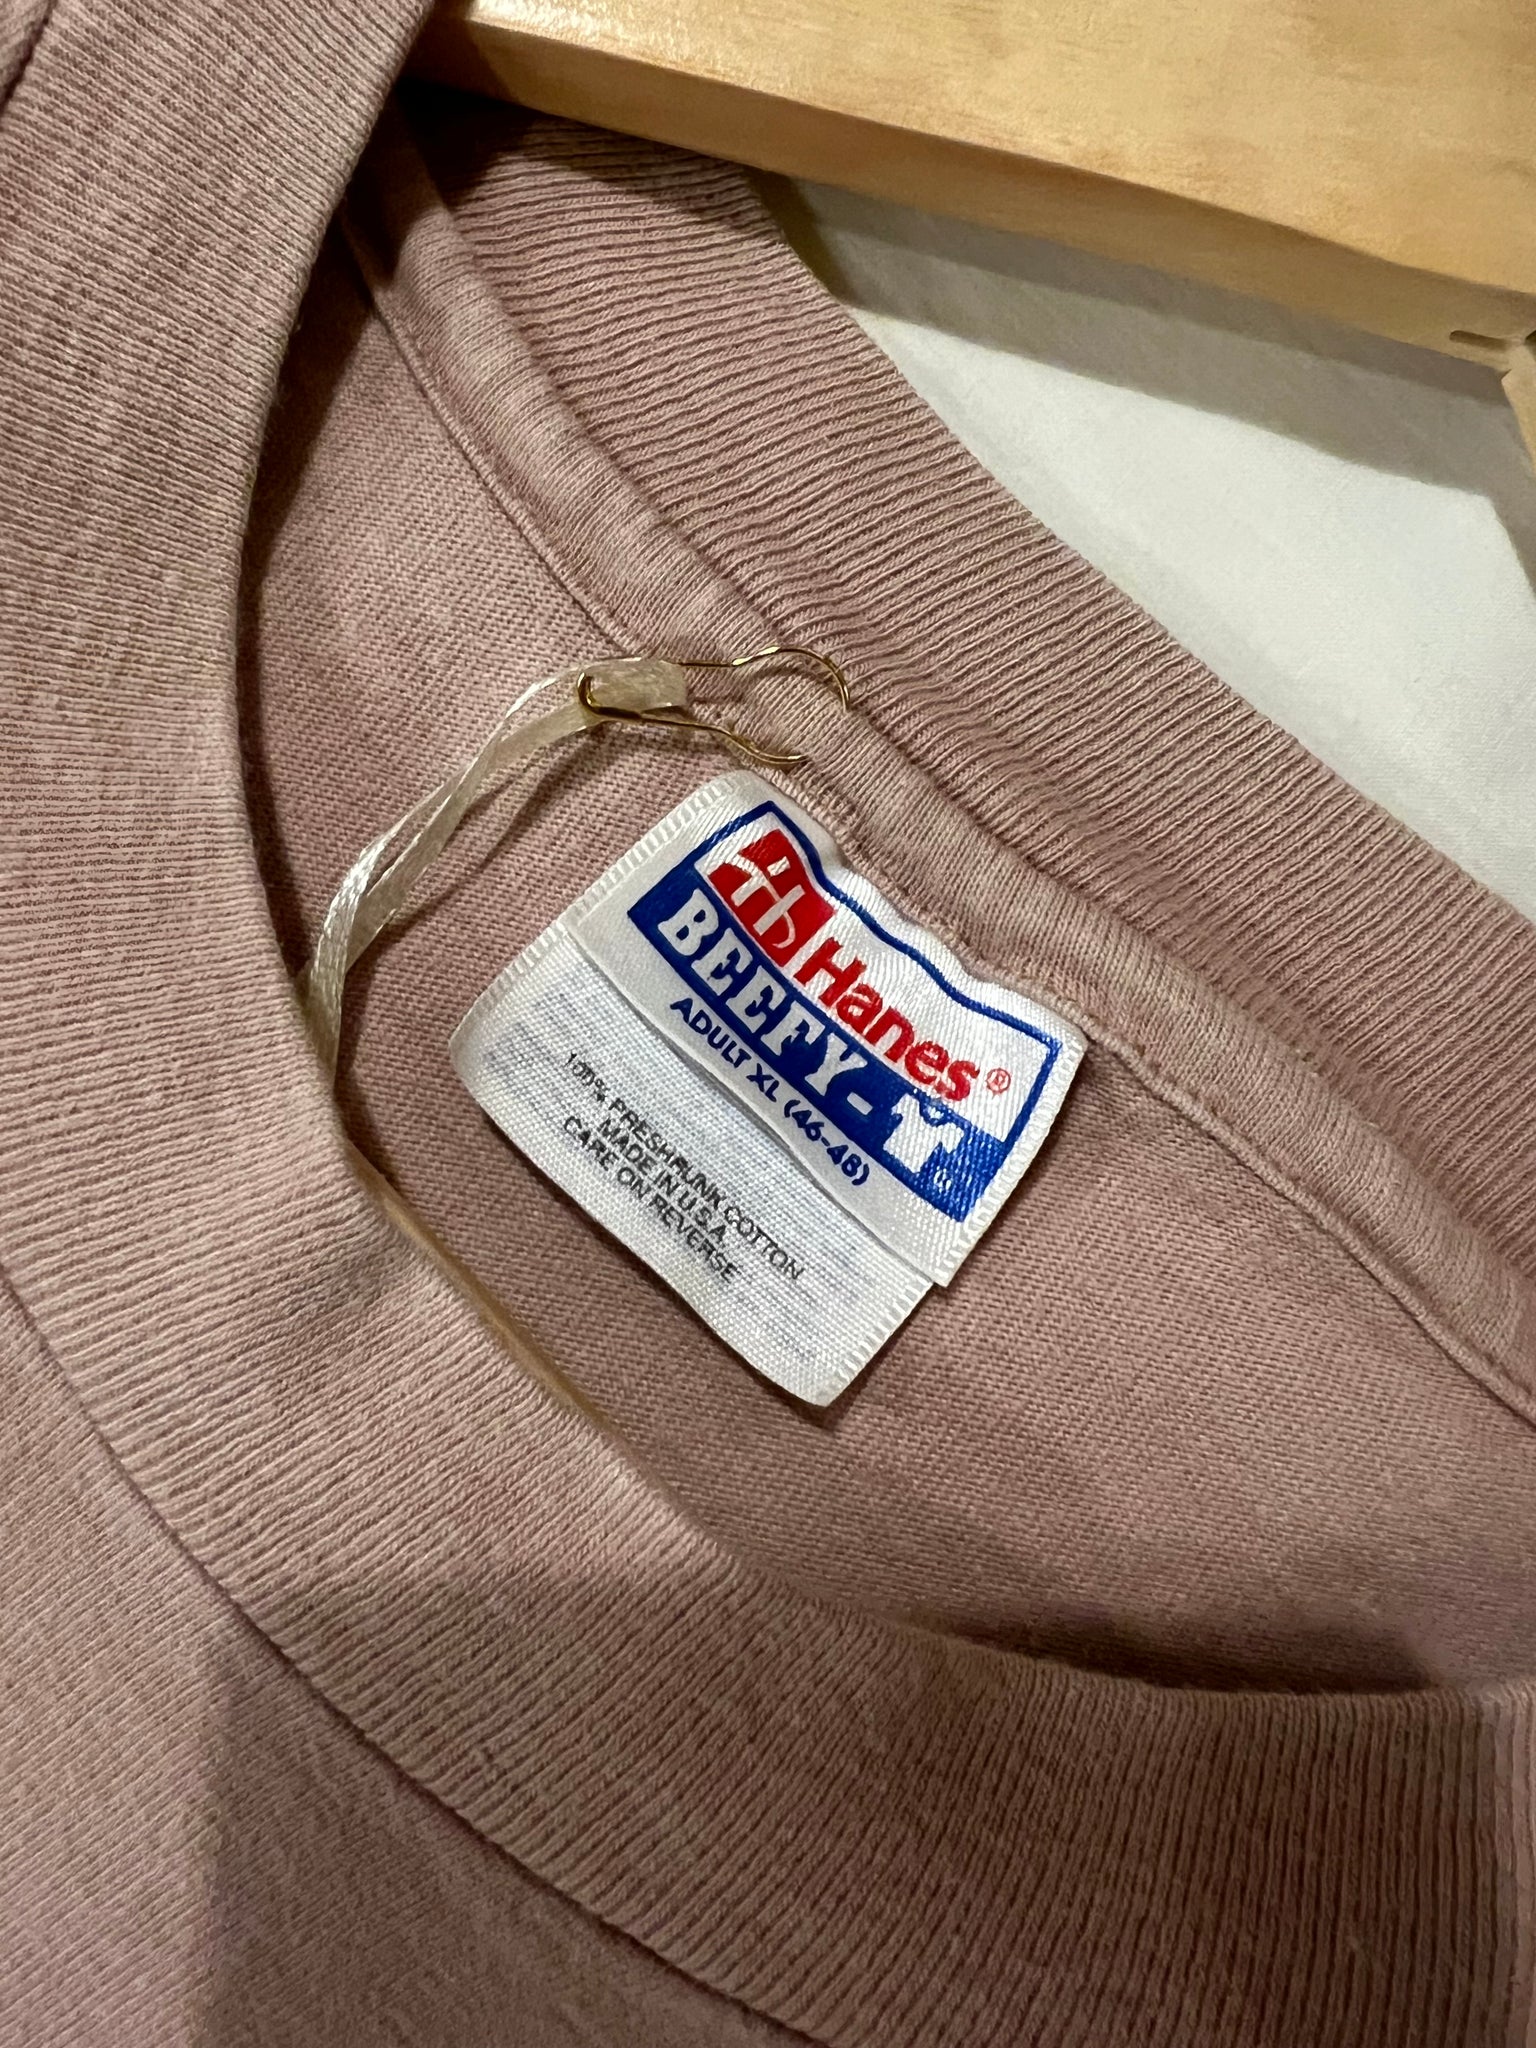 Hanes®
BEEFY-T®
ADULT XL (46-48)
100% PRESHRUNK COTTON
MADE IN U.S.A.
CARE ON REVERSE